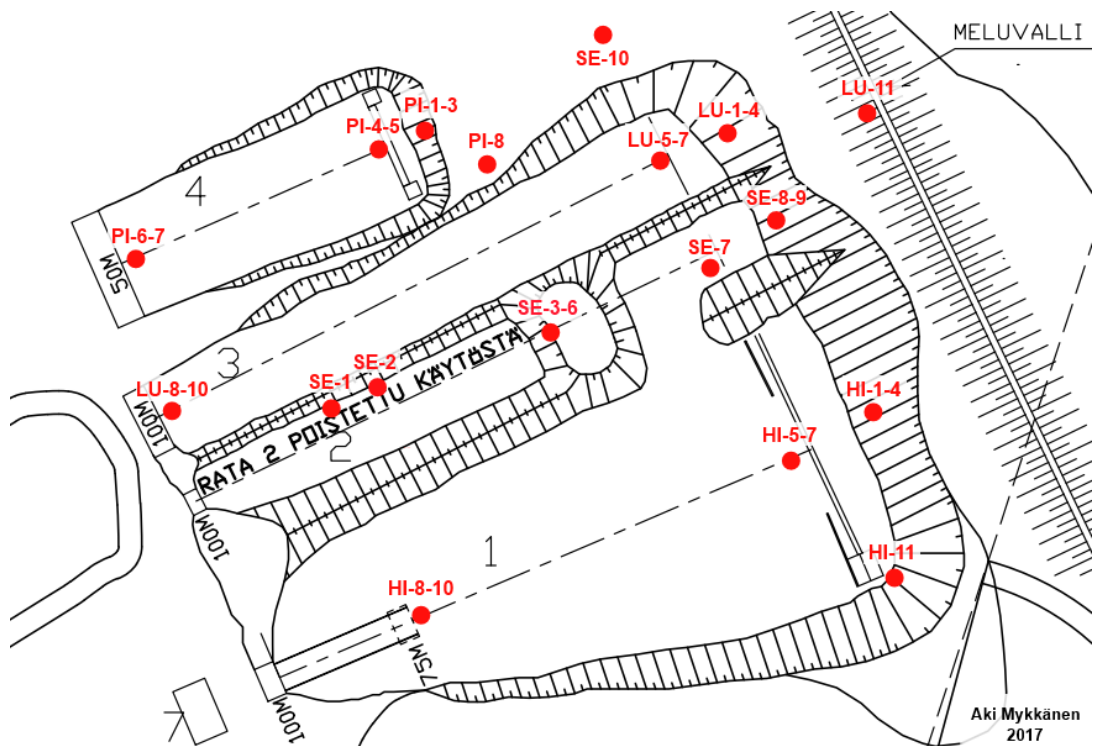 MELUVALLI
SE-10
LU-11
PI-1-3
LU-1-4
PI-4-5
PI-8
LU-5-7
4
SE-8-9
PI-6-7
SE-7
50M
SE-3-6
3
SE-2
LU-8-10
SE-1
HI-1-4
100M
RATA 2 POISTETTU KÄYTÖSTÄ
2
HI-5-7
100M
1
HI-11
HI-8-10
75M
100M
Aki Mykkänen
2017